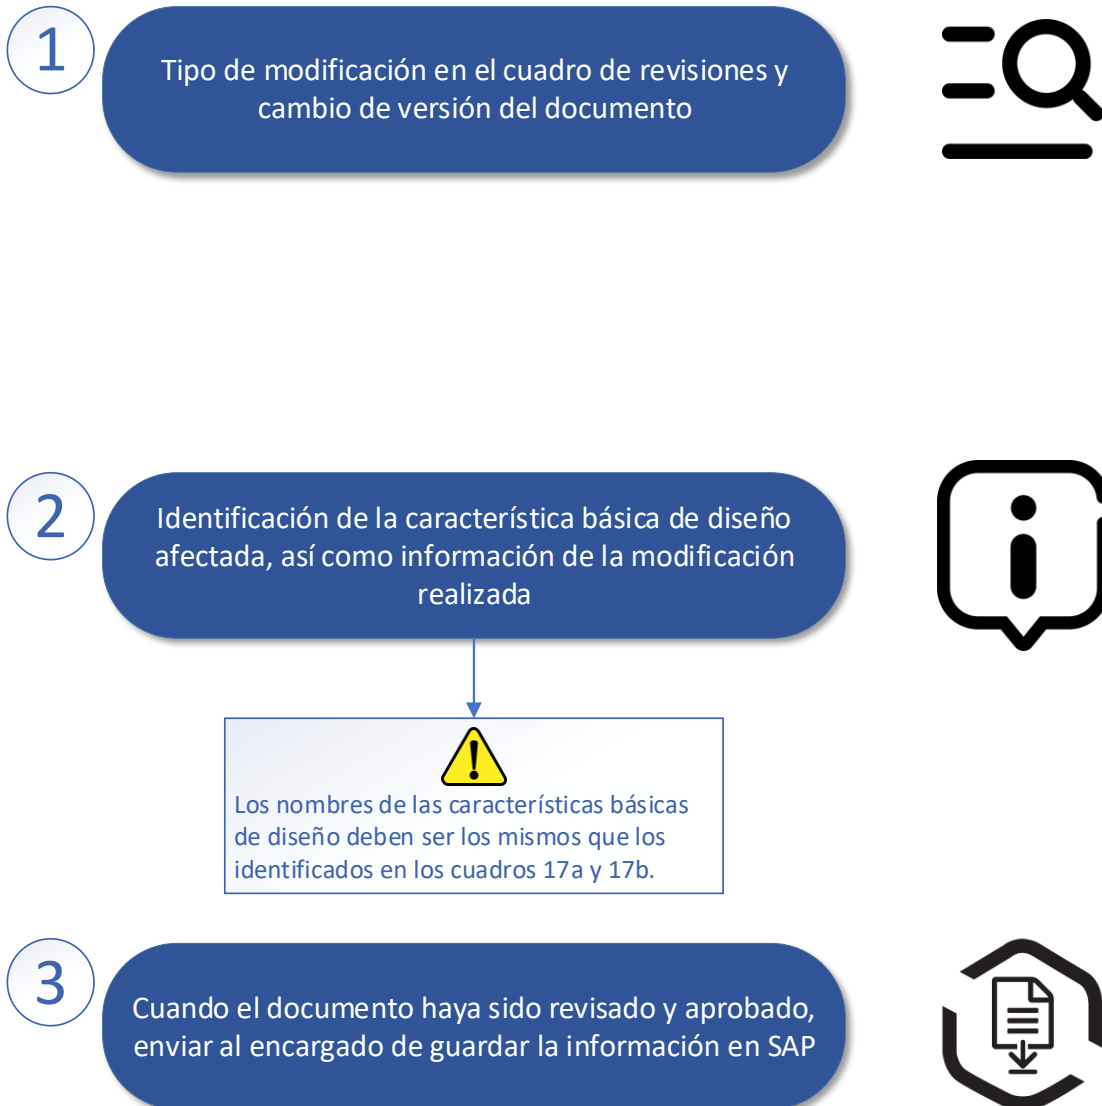 1
Tipo de modificación en el cuadro de revisiones y
cambio de versión del documento
2
Identificación de la característica básica de diseño
afectada, así como información de la modificación
realizada
Los nombres de las características básicas
de diseño deben ser los mismos que los
identificados en los cuadros 17a y 17b.
3
Cuando el documento haya sido revisado y aprobado,
enviar al encargado de guardar la información en SAP